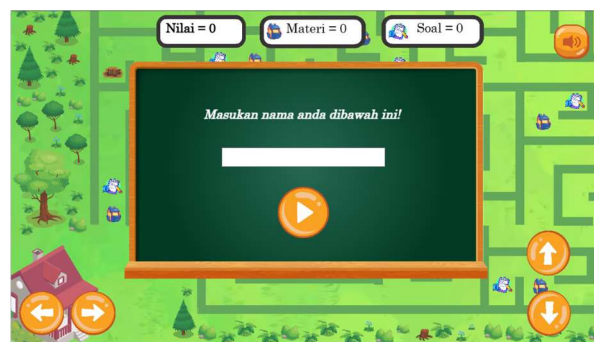 Nilai = 0
Materi = 0
Soal = 0
Masukan nama anda dibawah ini!